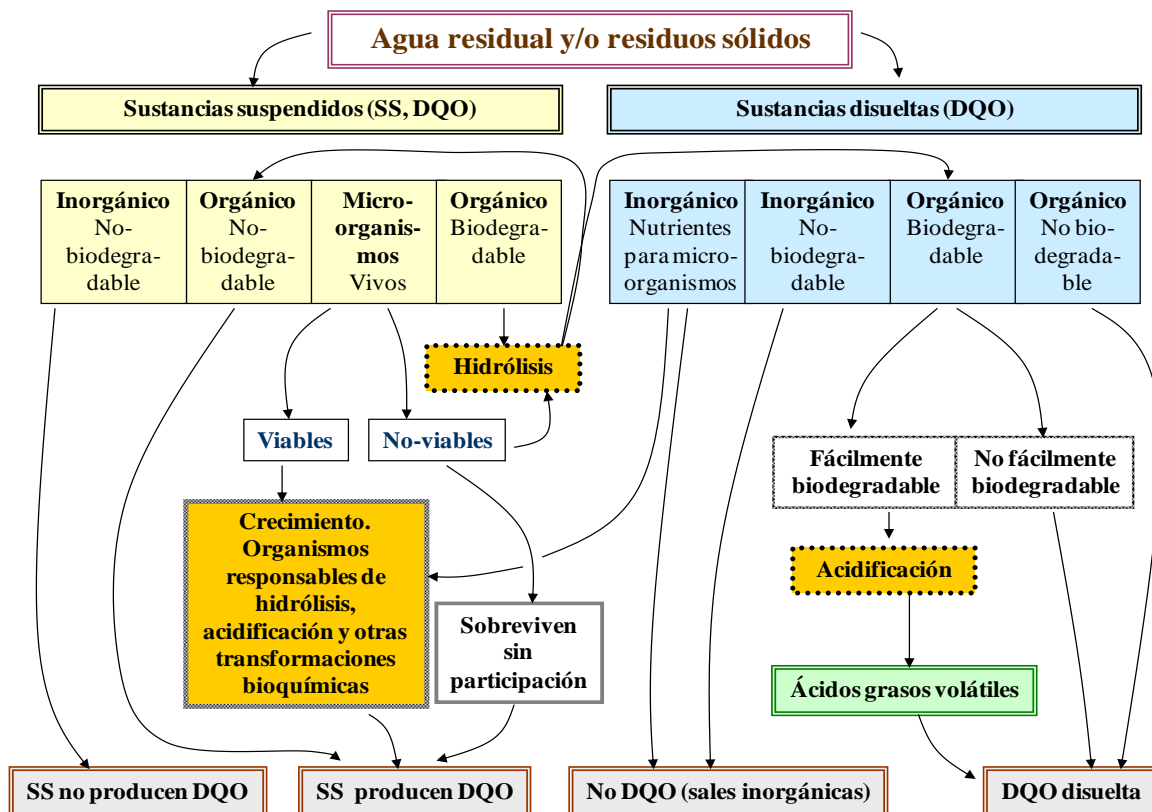 Agua residual y/o residuos sólidos
Sustancias suspendidos (SS, DQO)
Sustancias disueltas (DQO)
Inorgánico
No-
biodegra-
dable
Orgánico
No-
biodegra-
dable
Micro-
organis-
mos
Vivos
Orgánico
Biodegra-
dable
Inorgánico
Nutrientes
para micro-
organismos
Inorgánico
No-
biodegra-
dable
Orgánico
Biodegra-
dable
Orgánico
No bio-
degrada-
ble
Hidrólisis
Viables
No-viables
Fácilmente
biodegradable
No fácilmente
biodegradable
Crecimiento.
Organismos
responsables de
hidrólisis,
acidificación y otras
transformaciones
bioquímicas
Sobreviven
sin
participación
Acidificación
Ácidos grasos volátiles
SS no producen DQO
SS producen DQO
No DQO (sales inorgánicas)
DQO disuelta